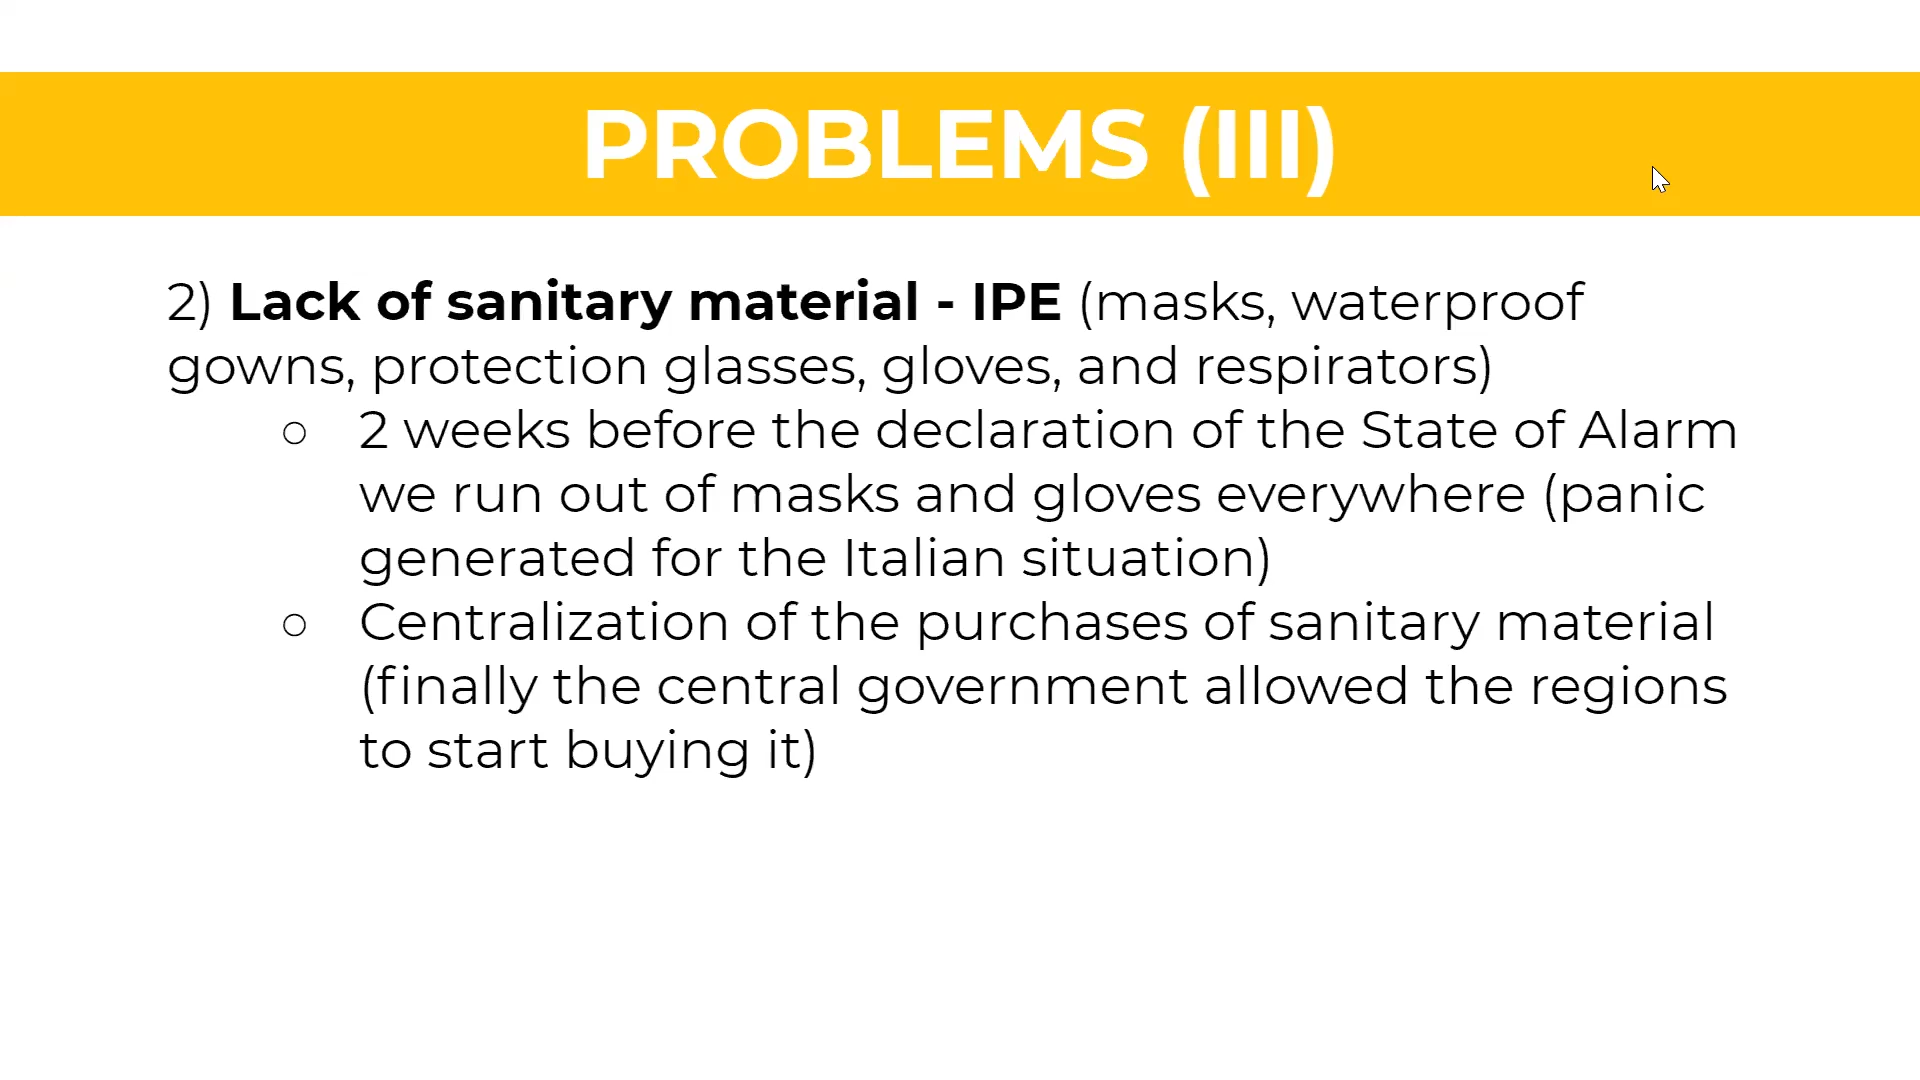 PROBLEMS (III)
2) Lack of sanitary material - IPE (masks, waterproof
gowns, protection glasses, gloves, and respirators)
○ 2 weeks before the declaration of the State of Alarm
we run out of masks and gloves everywhere (panic
generated for the Italian situation)
○ Centralization of the purchases of sanitary material
(finally the central government allowed the regions
to start buying it)